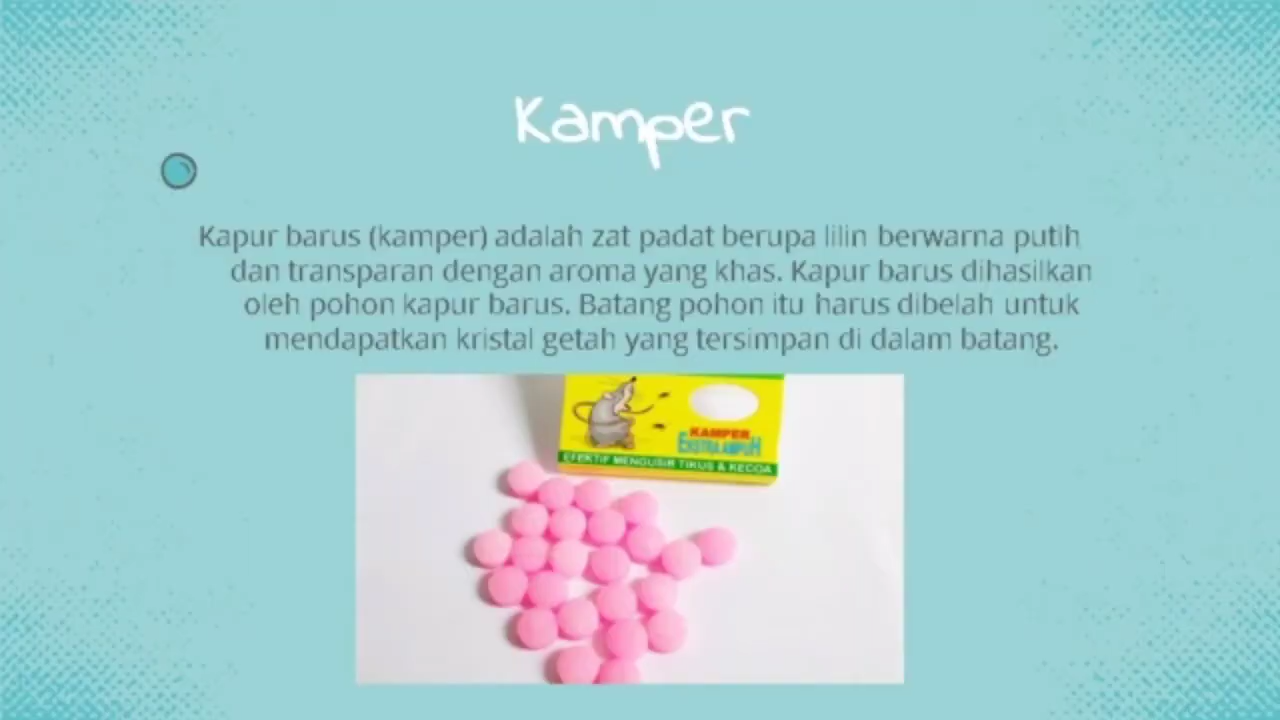 Kamper
Kapur barus (kamper) adalah zat padat berupa lilin berwarna putih
dan transparan dengan aroma yang khas. Kapur barus dihasilkan
oleh pohon kapur barus. Batang pohon itu harus dibelah untuk
mendapatkan kristal getah yang tersimpan di dalam batang.
KAMPER
EKSTRA AMPUH
EFEKTIF MENGUSIR TIKUS & KECOA